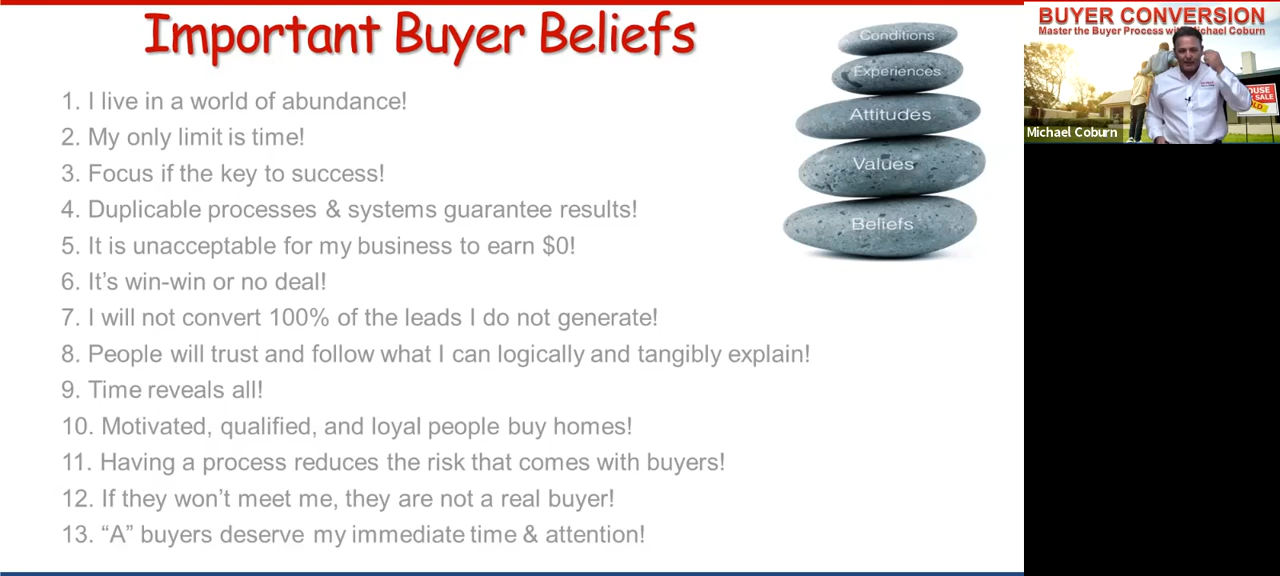 Important Buyer Beliefs
1. I live in a world of abundance!
2. My only limit is time!
3. Focus if the key to success!
4. Duplicable processes & systems guarantee results!
5. It is unacceptable for my business to earn $0!
6. It’s win-win or no deal!
7. I will not convert 100% of the leads I do not generate!
8. People will trust and follow what I can logically and tangibly explain!
9. Time reveals all!
10. Motivated, qualified, and loyal people buy homes!
11. Having a process reduces the risk that comes with buyers!
12. If they won’t meet me, they are not a real buyer!
13. “A” buyers deserve my immediate time & attention!
Conditions
Experiences
Attitudes
Values
Beliefs
BUYER CONVERSION
Master the Buyer Process Michael Coburn
Michael Coburn